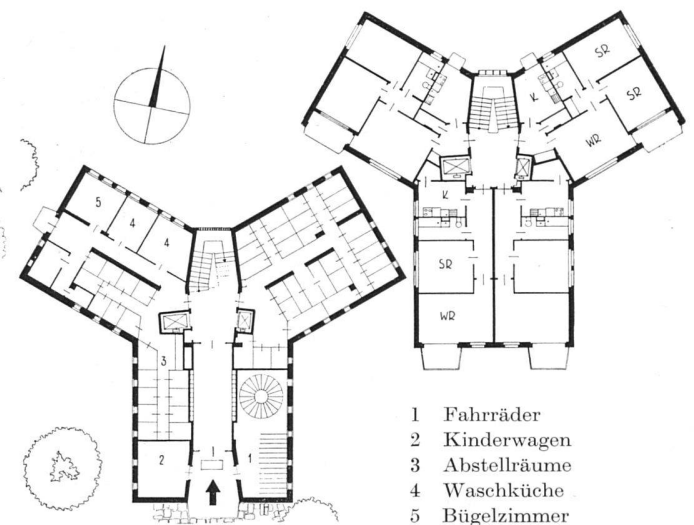 SR
K
SR
WR
K
SR
WR
5
4
4
3
2
1
1 Fahrräder
2 Kinderwagen
3 Abstellräume
4 Waschküche
5 Bügelzimmer